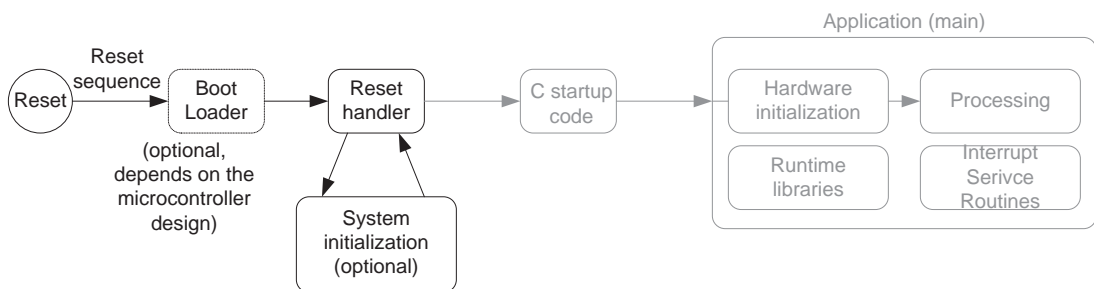 Application (main)
Reset
sequence
Reset
Boot
Loader
Reset
handler
C startup
code
Hardware
initialization
Processing
(optional,
depends on the
microcontroller
design)
System
initialization
(optional)
Runtime
libraries
Interrupt
Serivce
Routines